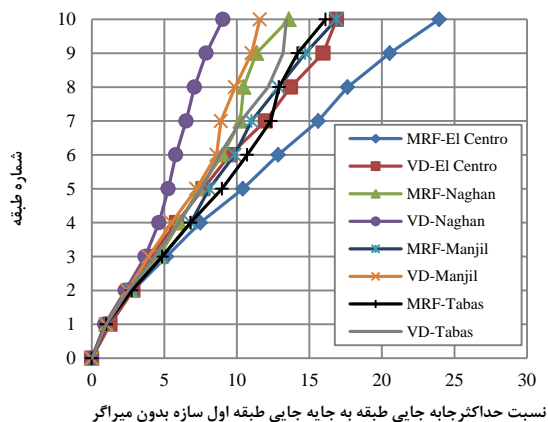 10
9
8
7
6
5
4
3
2
1
0
شماره طبقه
MRF-El Centro
VD-El Centro
MRF-Naghan
VD-Naghan
MRF-Manjil
VD-Manjil
MRF-Tabas
VD-Tabas
0 5 10 15 20 25 30
نسبت حداکثرجابه جایی طبقه به جایه جایی طبقه اول سازه بدون میراگر